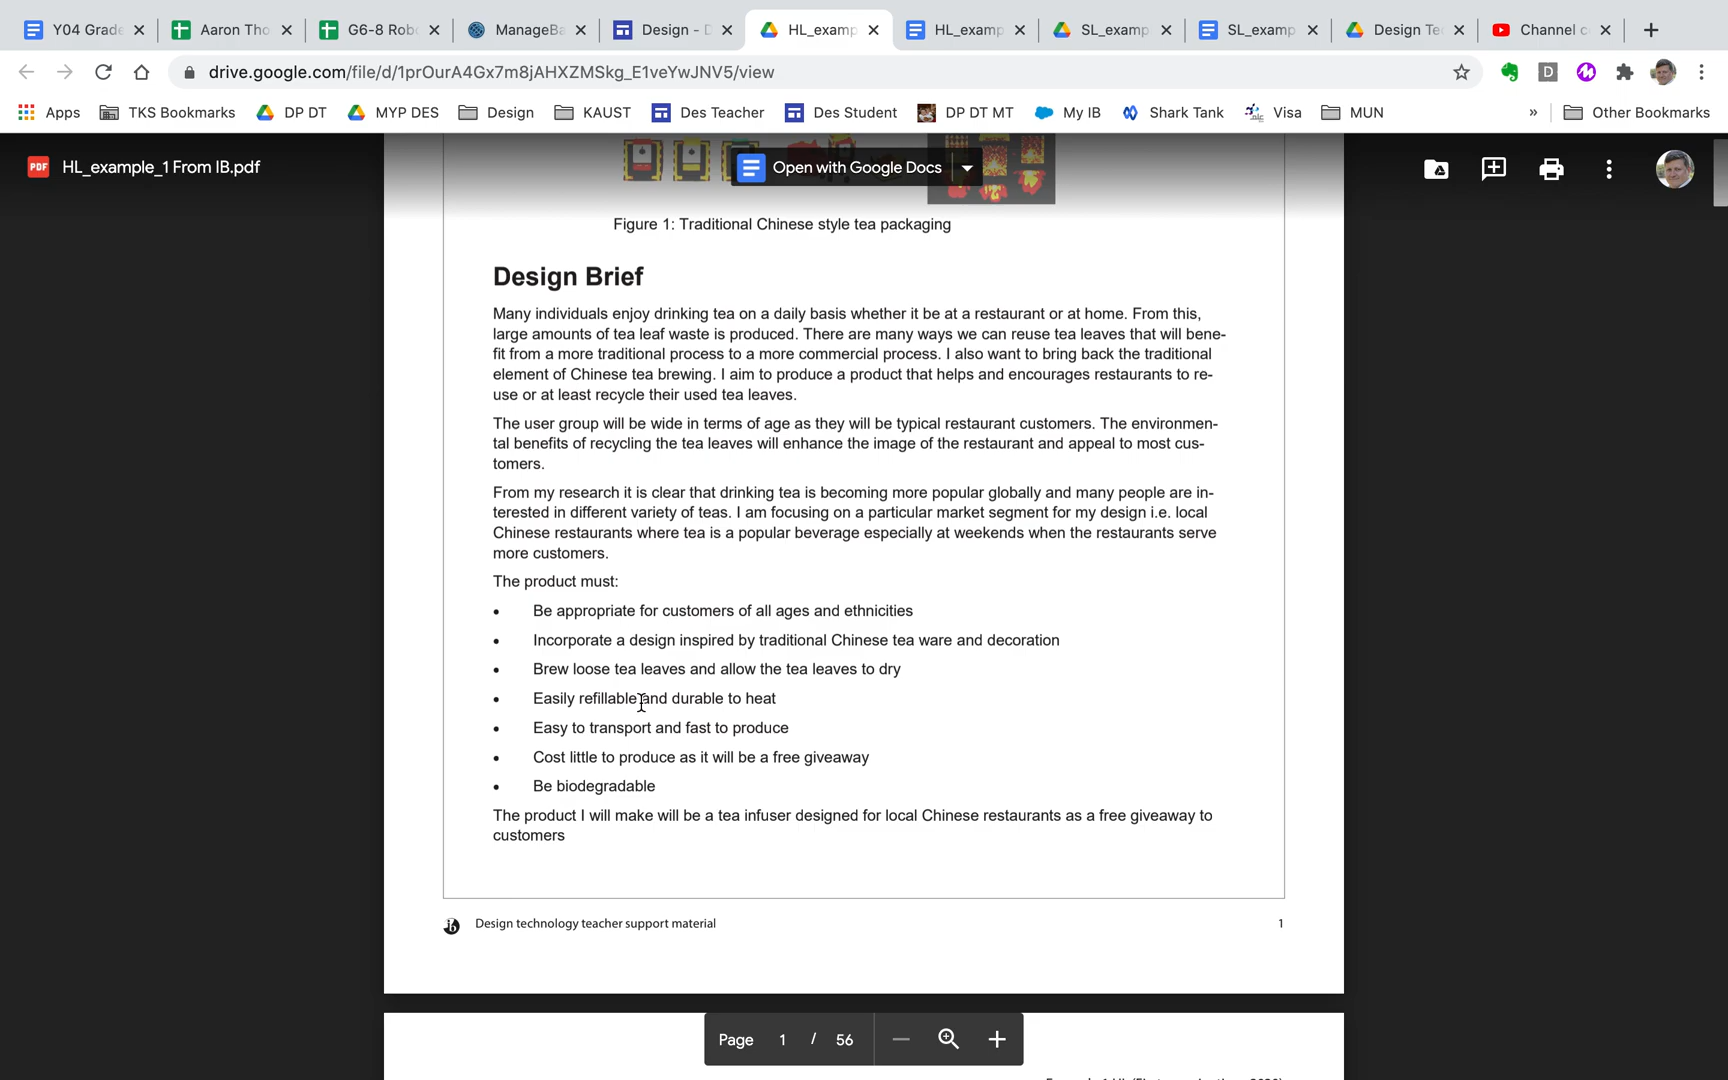 Y04 Grade
Aaron Tho
G6-8 Rob
ManageBa
Design - D
HL_examp
HL_examp
SL_examp
SL_examp
Design Te
Channel c
drive.google.com/file/d/1prOurA4Gx7m8jAHXZMSkg_E1veYwJNV5/view
D
Apps
TKS Bookmarks
DP DT
MYP DES
Design
KAUST
Des Teacher
Des Student
DP DT MT
My IB
Shark Tank
Visa
MUN
»
Other Bookmarks
PDF
HL_example_1 From IB.pdf
Open with Google Docs
Figure 1: Traditional Chinese style tea packaging
Design Brief
Many individuals enjoy drinking tea on a daily basis whether it be at a restaurant or at home. From this,
large amounts of tea leaf waste is produced. There are many ways we can reuse tea leaves that will bene-
fit from a more traditional process to a more commercial process. I also want to bring back the traditional
element of Chinese tea brewing. I aim to produce a product that helps and encourages restaurants to re-
use or at least recycle their used tea leaves.
The user group will be wide in terms of age as they will be typical restaurant customers. The environmen-
tal benefits of recycling the tea leaves will enhance the image of the restaurant and appeal to most cus-
tomers.
From my research it is clear that drinking tea is becoming more popular globally and many people are in-
terested in different variety of teas. I am focusing on a particular market segment for my design i.e. local
Chinese restaurants where tea is a popular beverage especially at weekends when the restaurants serve
more customers.
The product must:
• Be appropriate for customers of all ages and ethnicities
• Incorporate a design inspired by traditional Chinese tea ware and decoration
• Brew loose tea leaves and allow the tea leaves to dry
• Easily refillable and durable to heat
• Easy to transport and fast to produce
• Cost little to produce as it will be a free giveaway
• Be biodegradable
The product I will make will be a tea infuser designed for local Chinese restaurants as a free giveaway to
customers
Design technology teacher support material
1
Page 1 / 56